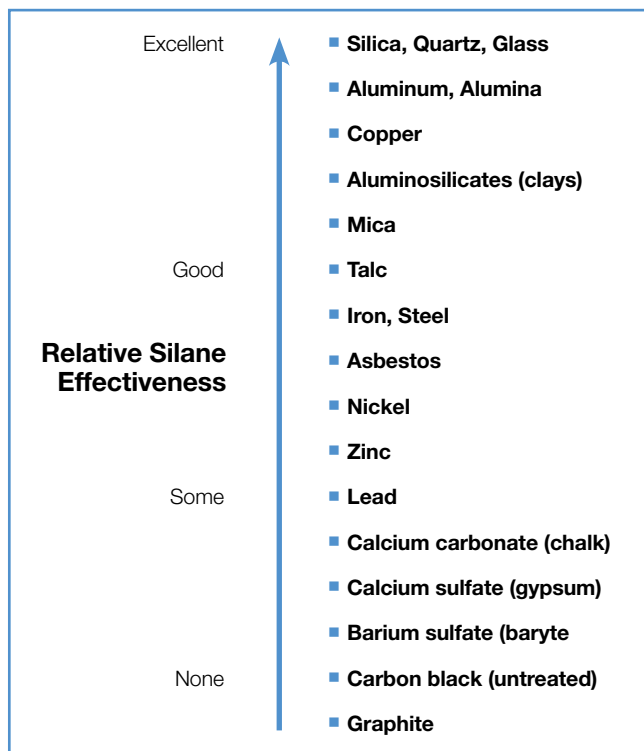 Excellent
Silica, Quartz, Glass
Aluminum, Alumina
Copper
Aluminosilicates (clays)
Mica
Good
Talc
Iron, Steel
Relative Silane
Effectiveness
Asbestos
Nickel
Zinc
Some
Lead
Calcium carbonate (chalk)
Calcium sulfate (gypsum)
Barium sulfate (baryte
None
Carbon black (untreated)
Graphite